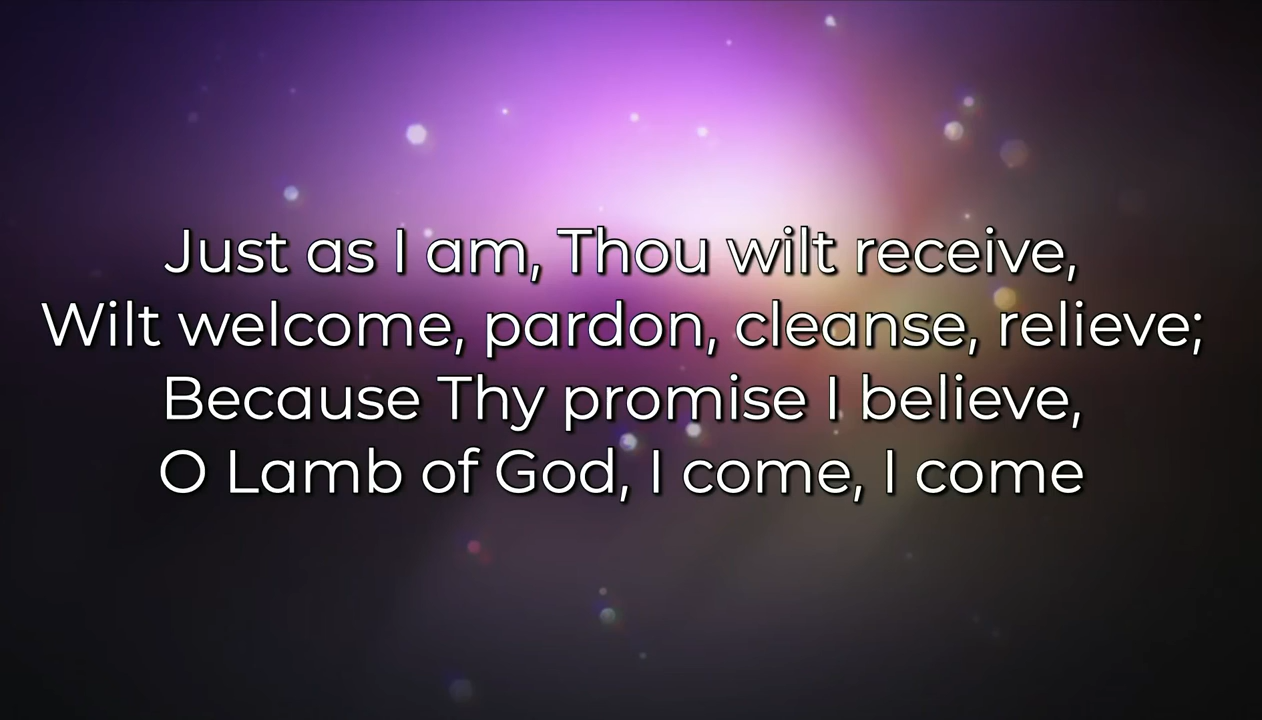 Just as I am, Thou wilt receive,
Wilt welcome, pardon, cleanse, relieve;
Because Thy promise I believe,
O Lamb of God, I come, I come